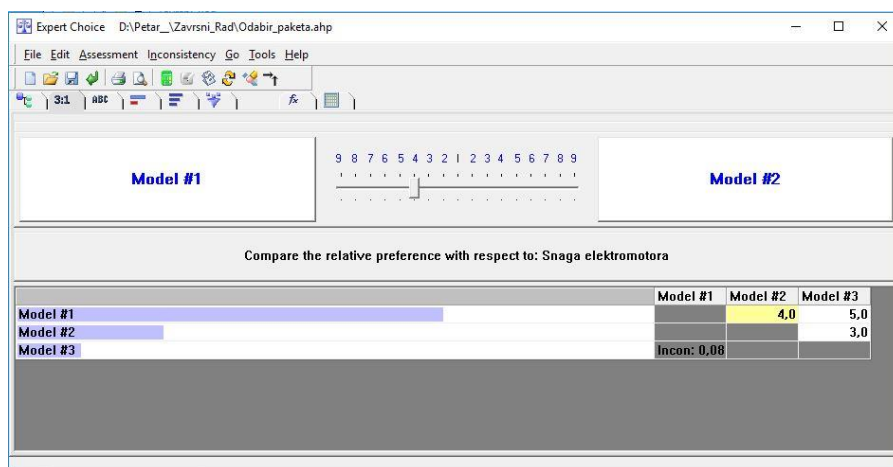 Expert Choice D:\Petar__\Zavrsni_Rad\Odabir_paketa.ahp
File Edit Assessment Inconsistency Go Tools Help
3:1 ABC fx
Model #1
9 8 7 6 5 4 3 2 1 2 3 4 5 6 7 8 9
Model #2
Compare the relative preference with respect to: Snaga elektromotora
Model #1 Model #2 Model #3
Model #1 4,0 5,0
Model #2 3,0
Model #3 Incon: 0,08